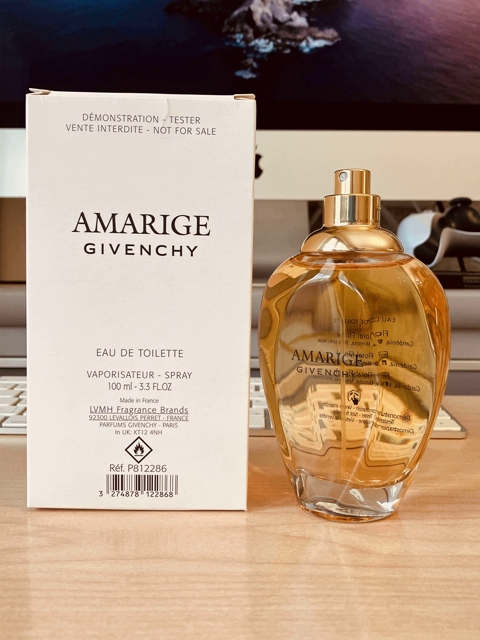 DÉMONSTRATION - TESTER
VENTE INTERDITE - NOT FOR SALE
AMARIGE
GIVENCHY
EAU DE TOILETTE
VAPORISATEUR - SPRAY
100 ml - 3.3 FL.OZ
Made in France
LVMH Fragrance Brands
92300 LEVALLOIS PERRET - FRANCE
PARFUMS GIVENCHY - PARIS
In UK: KT12 4NH
Réf. P812286
3 274878 122868
AMARIGE
GIVENCHY